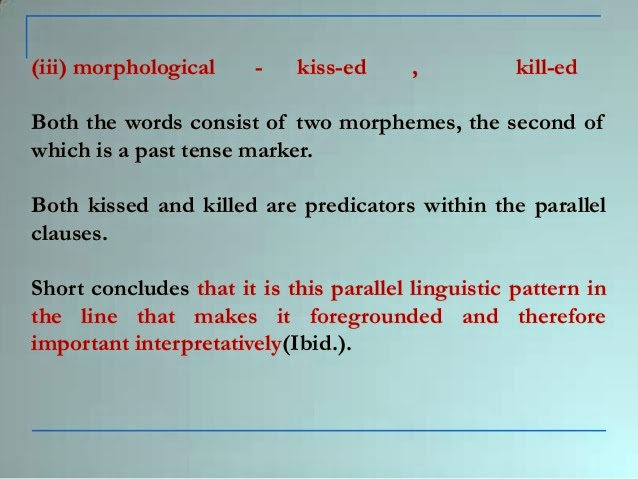 (iii) morphological - kiss-ed , kill-ed
Both the words consist of two morphemes, the second of
which is a past tense marker.
Both kissed and killed are predicators within the parallel
clauses.
Short concludes that it is this parallel linguistic pattern in
the line that makes it foregrounded and therefore
important interpretatively(Ibid.).